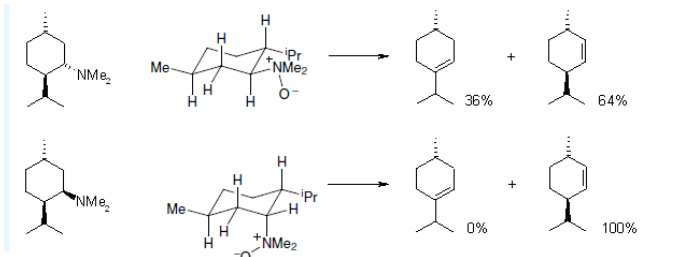 H
H
iPr
Me
+
NMe2
NMe2
H
H
H
O-
+
36%
64%
H
H
iPr
Me
H
NMe2
H
H
+
NMe2
O
+
0%
100%